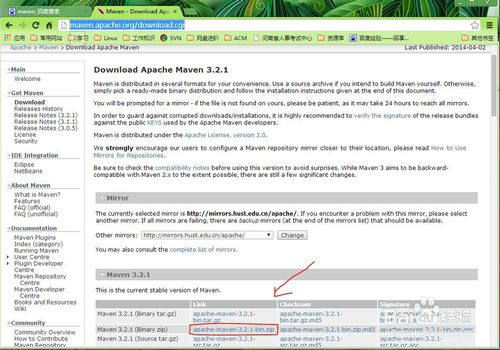 maven_百度搜索
Maven - Download Apache
maven.apache.org/download.cgi
应用
常用网站
学习
Linux
工作知识
SVN
网盘进阶
河南省人事考试中心
资源库
百度
其他收藏
Apache > Maven > Download Apache Maven
Last Published: 2014-04-02
Main
Welcome
Get Maven
Download
Releases History
Release Notes (3.2.1)
Release Notes (3.1.1)
Release Notes (3.0.5)
License
Security
IDE Integration
Eclipse
NetBeans
About Maven
What is Maven?
Features
FAQ (official)
FAQ (unofficial)
Documentation
Maven Plugins
Index (category)
Running Maven
User Centre
Plugin Developer
Centre
Maven Repository
Centre
Maven Developer
Centre
Books and Resources
Wiki
Community
Community Overview
How to Contribute
Maven Repository
Download Apache Maven 3.2.1
Maven is distributed in several formats for your convenience. Use a source archive if you intend to build Maven yourself. Otherwise,
simply pick a ready-made binary distribution and follow the installation instructions given at the end of this document.
You will be prompted for a mirror - if the file is not found on yours, please be patient, as it may take 24 hours to reach all mirrors.
In order to guard against corrupted downloads/installations, it is highly recommended to verify the signature of the release bundles
against the public KEYS used by the Apache Maven developers.
Maven is distributed under the Apache License, version 2.0.
We strongly encourage our users to configure a Maven repository mirror closer to their location, please read How to Use
Mirrors for Repositories.
Be sure to check the compatibility notes before using this version to avoid surprises. While Maven 3 aims to be backward-
compatible with Maven 2.x to the extent possible, there are still a few significant changes.
Mirror
The currently selected mirror is http://mirrors.hust.edu.cn/apache/. If you encounter a problem with this mirror, please select
another mirror. If all mirrors are failing, there are backup mirrors (at the end of the mirrors list) that should be available.
Other mirrors: http://mirrors.hust.edu.cn/apache/ Change
You may also consult the complete list of mirrors.
Maven 3.2.1
This is the current stable version of Maven.
Link Checksum Signature
Maven 3.2.1 (Binary tar.gz) apache-maven-3.2.1-bin.tar.gz apache-maven-3.2.1-bin.tar.gz.md5 apache-maven-3.2.1-bin.tar.gz.asc
Maven 3.2.1 (Binary zip) apache-maven-3.2.1-bin.zip apache-maven-3.2.1-bin.zip.md5 apache-maven-3.2.1-bin.zip.asc
Maven 3.2.1 (Source tar.gz) apache-maven-3.2.1-src.tar.gz apache-maven-3.2.1- apache-maven-3.2.1-